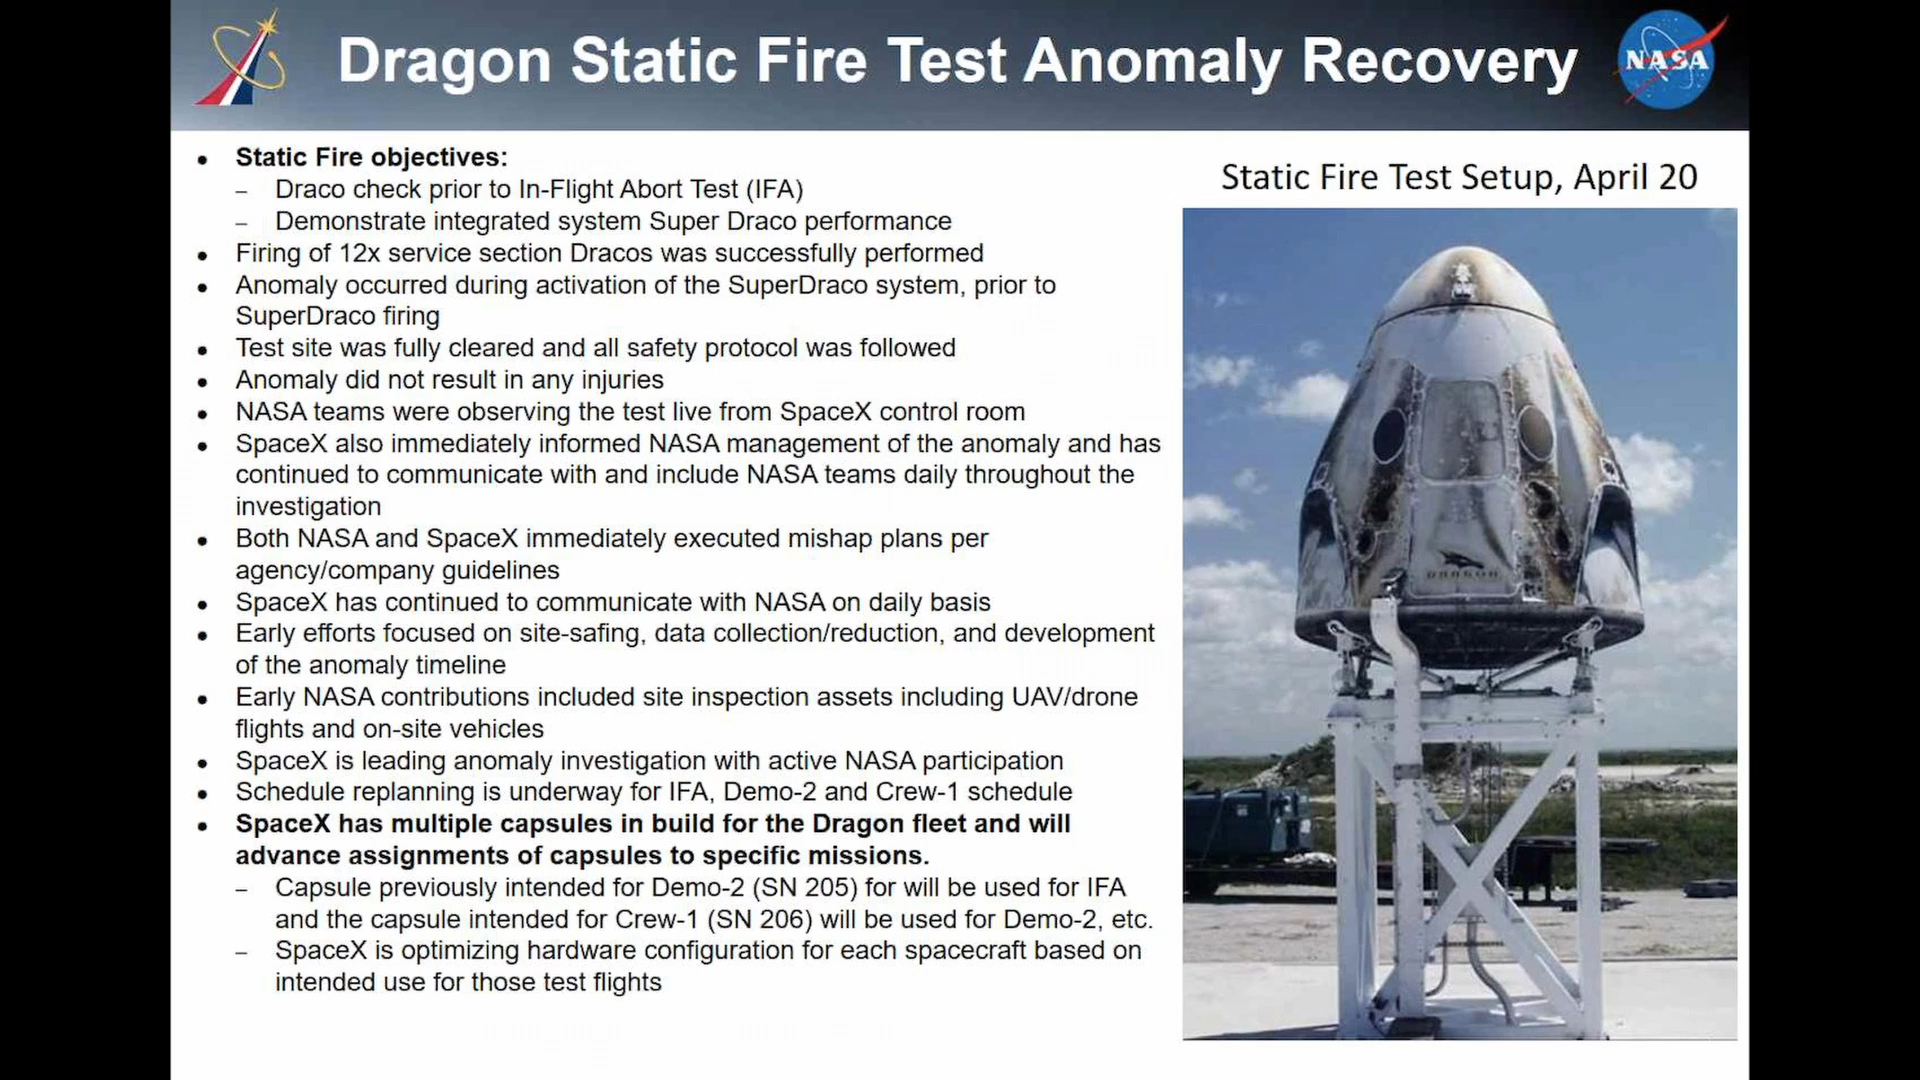 Dragon Static Fire Test Anomaly Recovery
NASA
Static Fire objectives:
– Draco check prior to In-Flight Abort Test (IFA)
– Demonstrate integrated system Super Draco performance
Firing of 12x service section Dracos was successfully performed
Anomaly occurred during activation of the SuperDraco system, prior to
SuperDraco firing
Test site was fully cleared and all safety protocol was followed
Anomaly did not result in any injuries
NASA teams were observing the test live from SpaceX control room
SpaceX also immediately informed NASA management of the anomaly and has
continued to communicate with and include NASA teams daily throughout the
investigation
Both NASA and SpaceX immediately executed mishap plans per
agency/company guidelines
SpaceX has continued to communicate with NASA on daily basis
Early efforts focused on site-safing, data collection/reduction, and development
of the anomaly timeline
Early NASA contributions included site inspection assets including UAV/drone
flights and on-site vehicles
SpaceX is leading anomaly investigation with active NASA participation
Schedule replanning is underway for IFA, Demo-2 and Crew-1 schedule
SpaceX has multiple capsules in build for the Dragon fleet and will
advance assignments of capsules to specific missions.
– Capsule previously intended for Demo-2 (SN 205) for will be used for IFA
and the capsule intended for Crew-1 (SN 206) will be used for Demo-2, etc.
– SpaceX is optimizing hardware configuration for each spacecraft based on
intended use for those test flights
Static Fire Test Setup, April 20
DRAGON